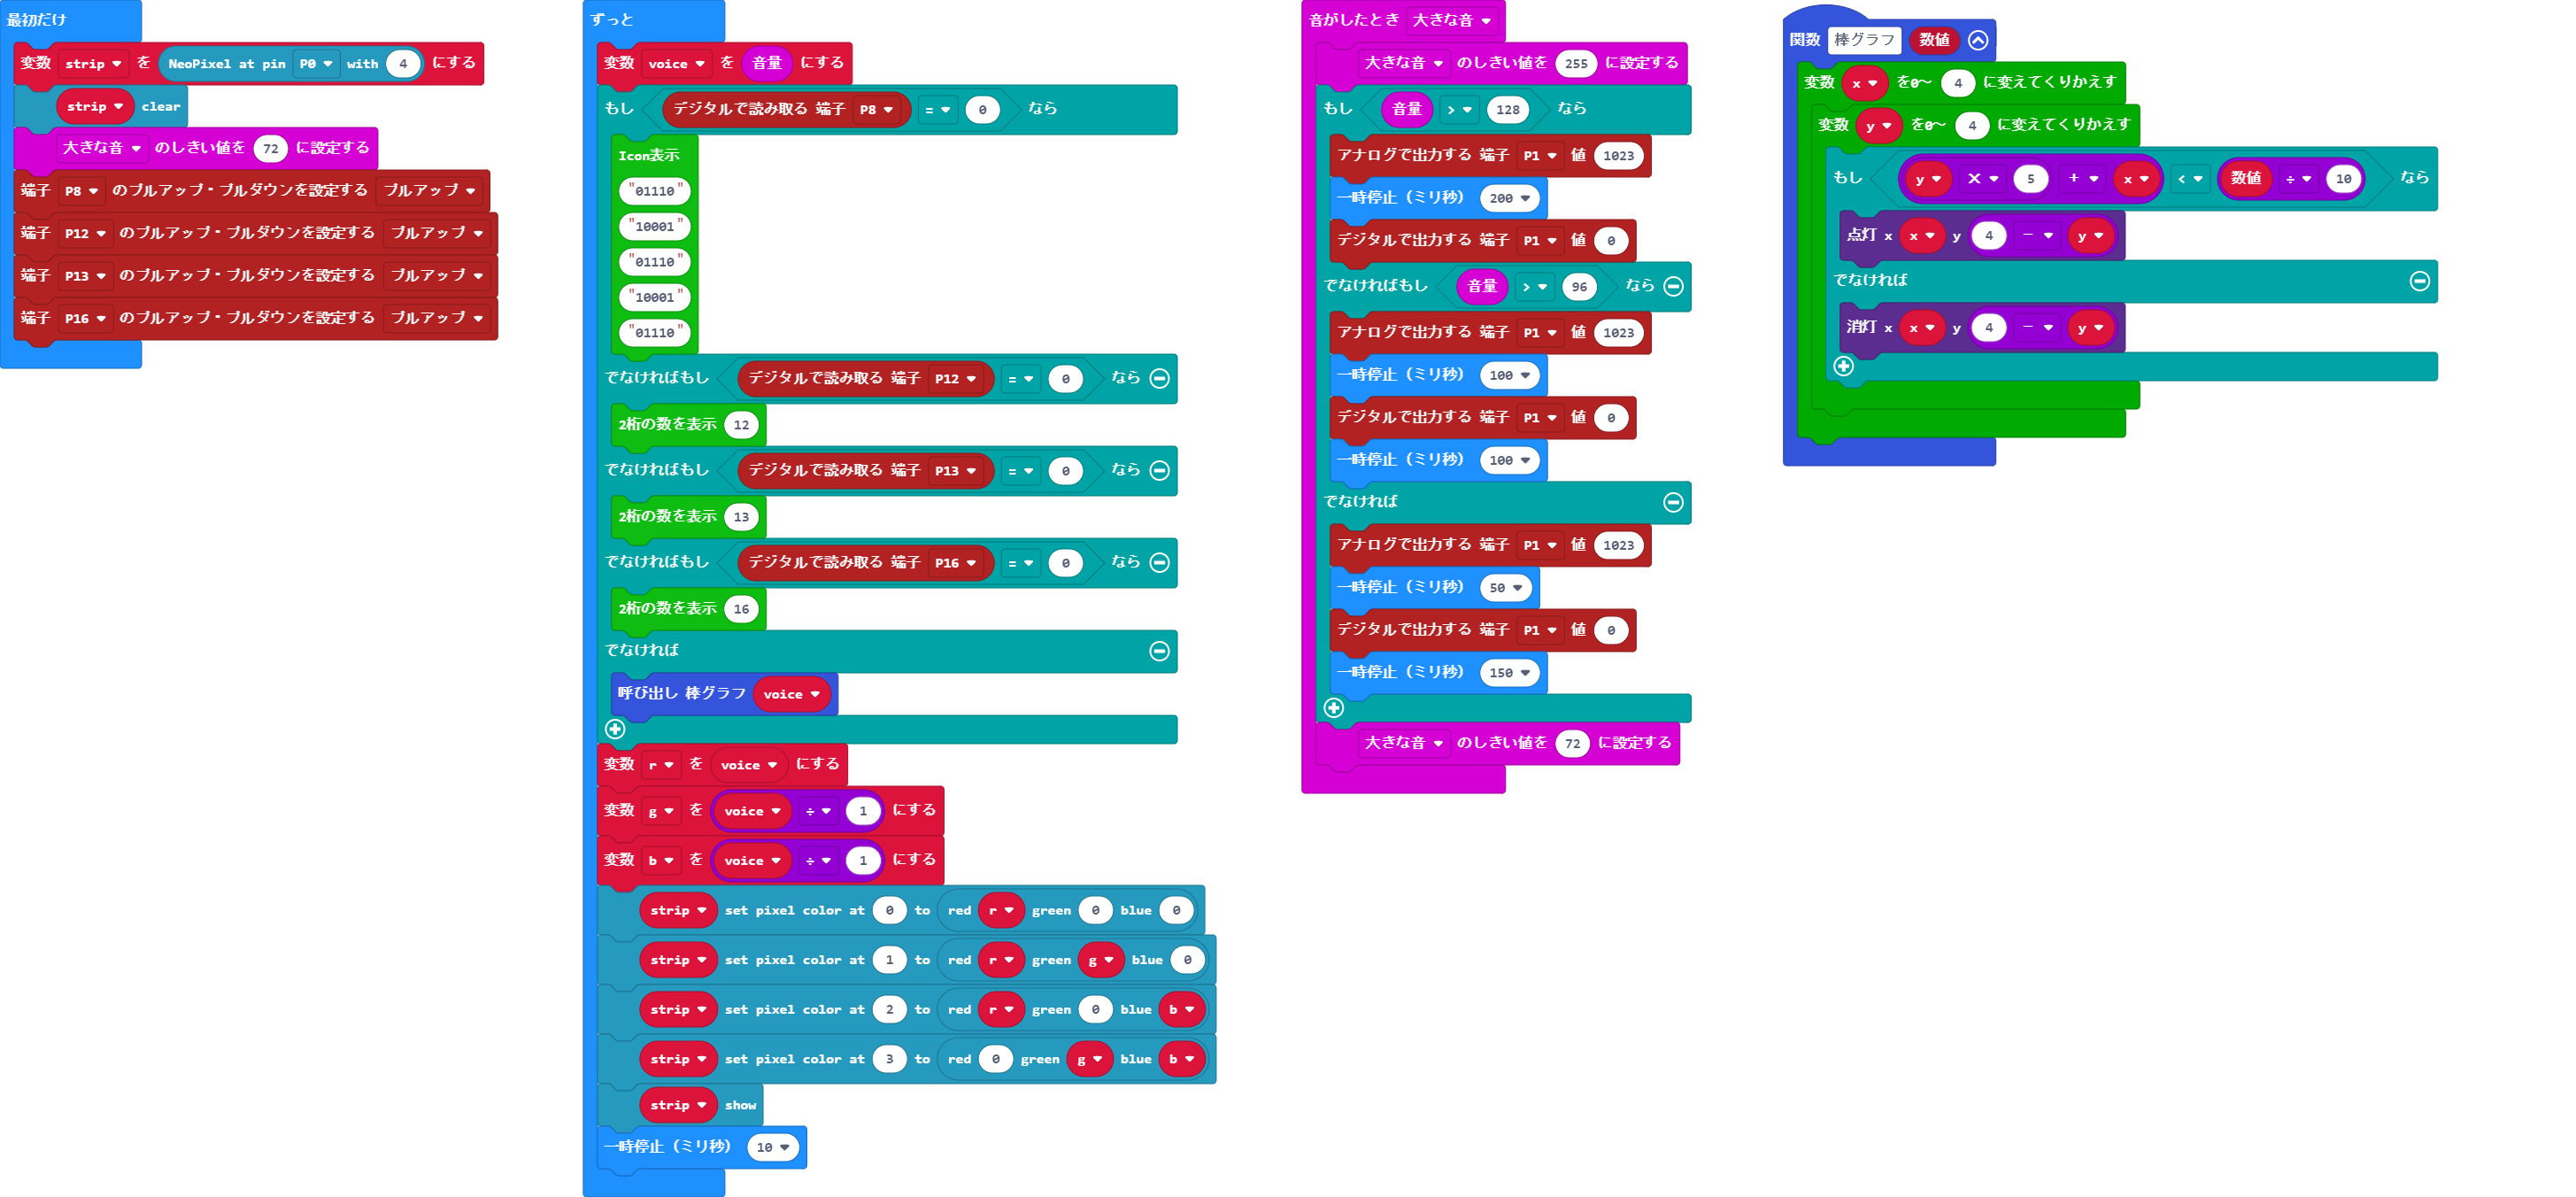 最初だけ
変数 strip を NeoPixel at pin P0 with 4 にする
strip clear
大きな音 のしきい値を 72 に設定する
端子 P8 のプルアップ・プルダウンを設定する プルアップ
端子 P12 のプルアップ・プルダウンを設定する プルアップ
端子 P13 のプルアップ・プルダウンを設定する プルアップ
端子 P16 のプルアップ・プルダウンを設定する プルアップ
ずっと
変数 voice を 音量 にする
もし デジタルで読み取る 端子 P8 = 0 なら
Icon表示
"01110"
"10001"
"01110"
"10001"
"01110"
でなければもし デジタルで読み取る 端子 P12 = 0 なら
2桁の数を表示 12
でなければもし デジタルで読み取る 端子 P13 = 0 なら
2桁の数を表示 13
でなければもし デジタルで読み取る 端子 P16 = 0 なら
2桁の数を表示 16
でなければ
呼び出し 棒グラフ voice
変数 r を voice にする
変数 g を voice ÷ 1 にする
変数 b を voice ÷ 1 にする
strip set pixel color at 0 to red r green 0 blue 0
strip set pixel color at 1 to red r green g blue 0
strip set pixel color at 2 to red r green 0 blue b
strip set pixel color at 3 to red 0 green g blue b
strip show
一時停止（ミリ秒） 10
音がしたとき 大きな音
大きな音 のしきい値を 255 に設定する
もし 音量 > 128 なら
アナログで出力する 端子 P1 値 1023
一時停止（ミリ秒） 200
デジタルで出力する 端子 P1 値 0
でなければもし 音量 > 96 なら
アナログで出力する 端子 P1 値 1023
一時停止（ミリ秒） 100
デジタルで出力する 端子 P1 値 0
一時停止（ミリ秒） 100
でなければ
アナログで出力する 端子 P1 値 1023
一時停止（ミリ秒） 50
デジタルで出力する 端子 P1 値 0
一時停止（ミリ秒） 150
大きな音 のしきい値を 72 に設定する
関数 棒グラフ 数値
変数 x を0～ 4 に変えてくりかえす
変数 y を0～ 4 に変えてくりかえす
もし y × 5 + x < 数値 ÷ 10 なら
点灯 x x y 4 - y
でなければ
消灯 x x y 4 - y